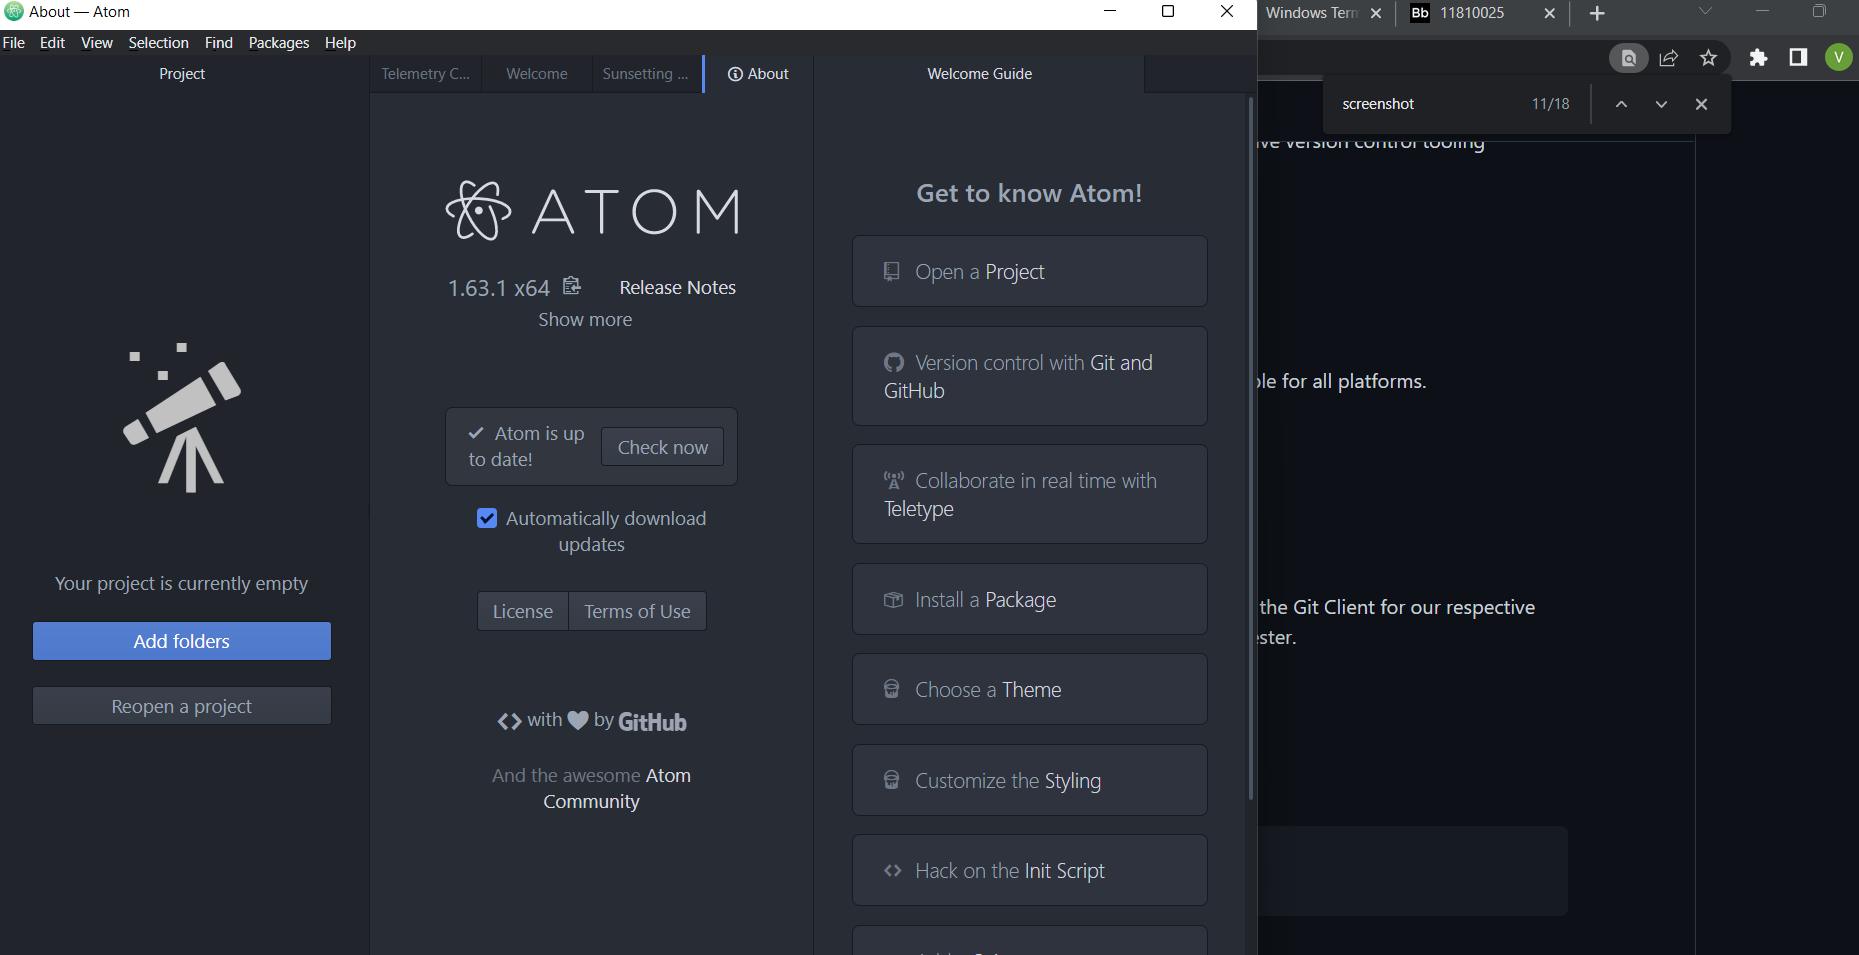 About — Atom
File Edit View Selection Find Packages Help
Project
Your project is currently empty
Add folders
Reopen a project
Telemetry C... Welcome Sunsetting ... About
ATOM
1.63.1 x64 Release Notes
Show more
Atom is up
to date!
Check now
Automatically download
updates
License Terms of Use
with by GitHub
And the awesome Atom
Community
Welcome Guide
Get to know Atom!
Open a Project
Version control with Git and
GitHub
Collaborate in real time with
Teletype
Install a Package
Choose a Theme
Customize the Styling
Hack on the Init Script
Windows Term
Bb 11810025
V
screenshot 11/18
version control tooling
for all platforms.
the Git Client for our respective